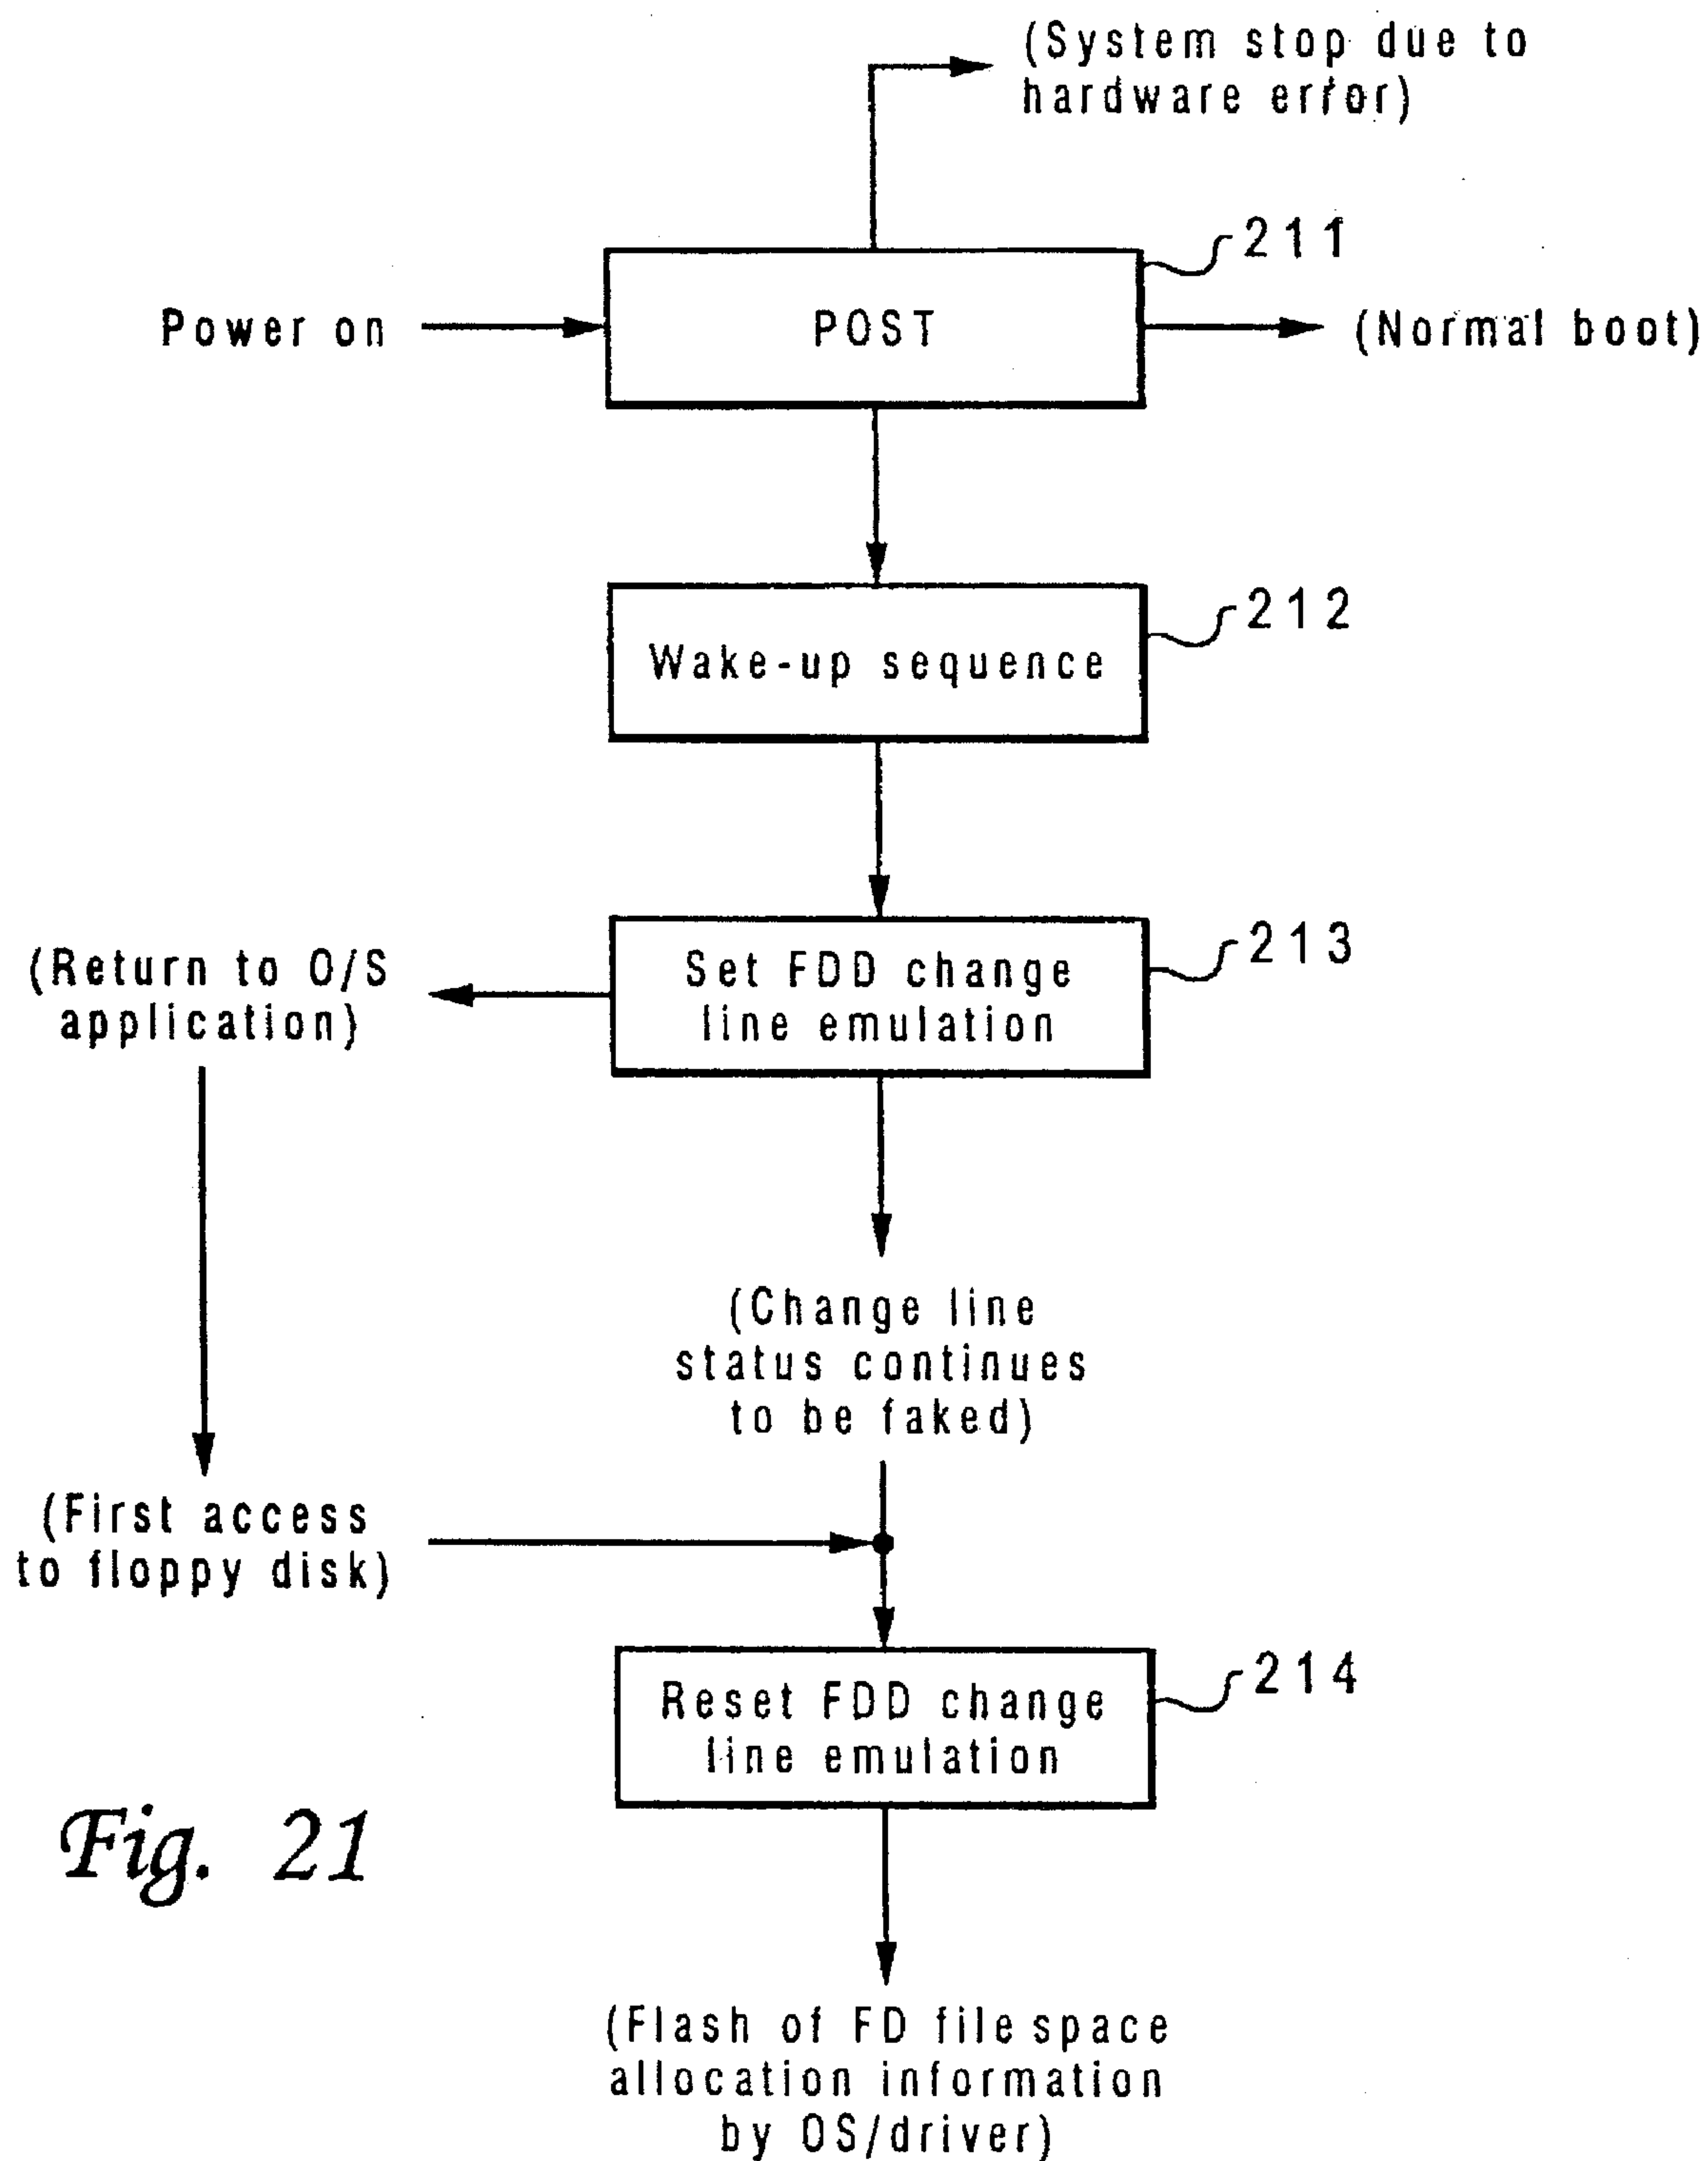 (System stop due to
hardware error)
211
Power on
POST
(Normal boot)
212
Wake-up sequence
213
(Return to O/S
application)
Set FDD change
line emulation
(Change line
status continues
to be faked)
(First access
to floppy disk)
214
Reset FDD change
line emulation
Fig. 21
(Flash of FD file space
allocation information
by OS/driver)